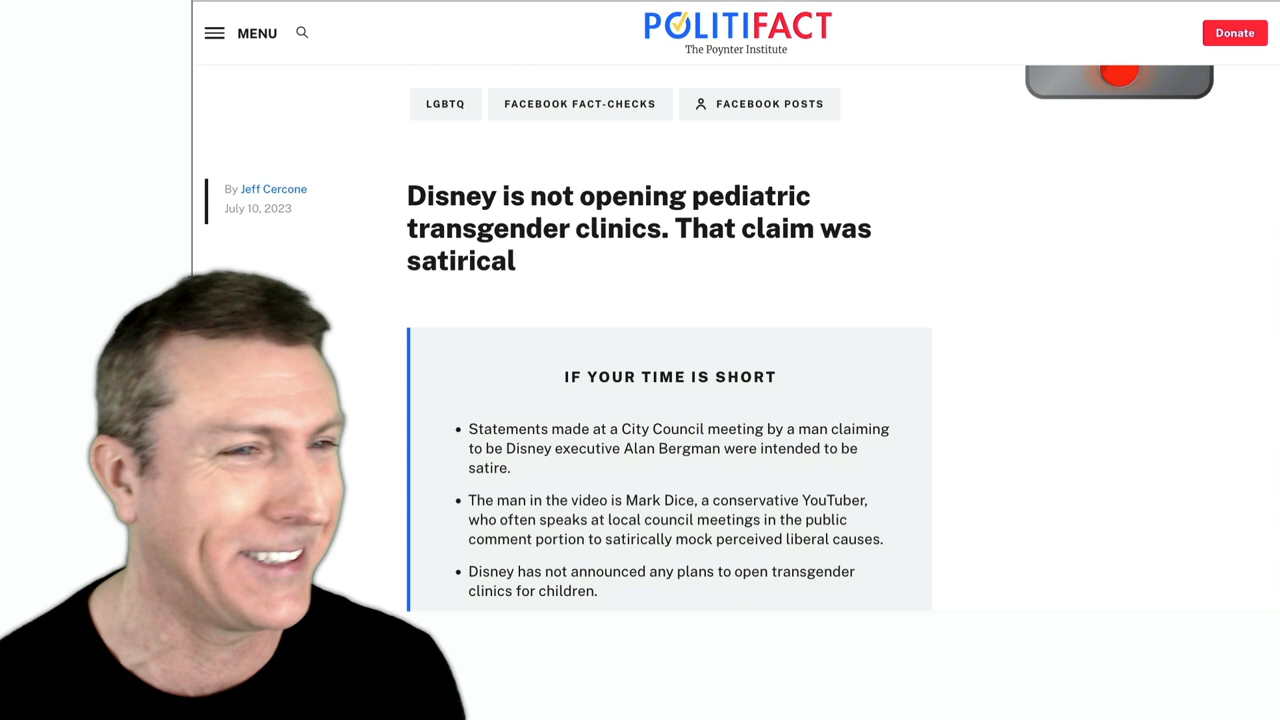 MENU
POLITIFACT
The Poynter Institute
Donate
LGBTQ
FACEBOOK FACT-CHECKS
FACEBOOK POSTS
By Jeff Cercone
July 10, 2023
Disney is not opening pediatric
transgender clinics. That claim was
satirical
IF YOUR TIME IS SHORT
• Statements made at a City Council meeting by a man claiming
to be Disney executive Alan Bergman were intended to be
satire.
• The man in the video is Mark Dice, a conservative YouTuber,
who often speaks at local council meetings in the public
comment portion to satirically mock perceived liberal causes.
• Disney has not announced any plans to open transgender
clinics for children.